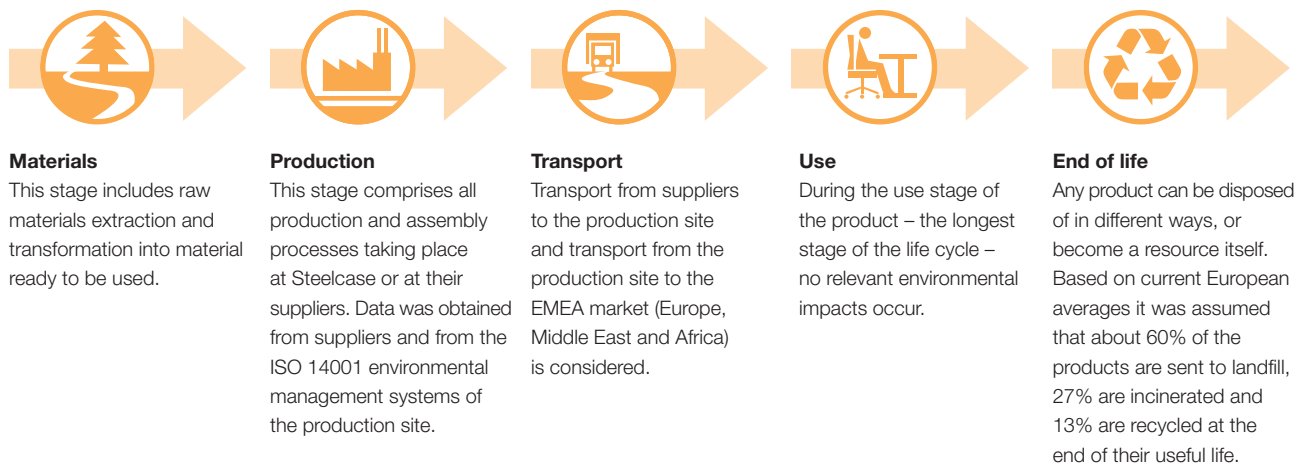 Materials
This stage includes raw
materials extraction and
transformation into material
ready to be used.
Production
This stage comprises all
production and assembly
processes taking place
at Steelcase or at their
suppliers. Data was obtained
from suppliers and from the
ISO 14001 environmental
management systems of
the production site.
Transport
Transport from suppliers
to the production site
and transport from the
production site to the
EMEA market (Europe,
Middle East and Africa)
is considered.
Use
During the use stage of
the product – the longest
stage of the life cycle –
no relevant environmental
impacts occur.
End of life
Any product can be disposed
of in different ways, or
become a resource itself.
Based on current European
averages it was assumed
that about 60% of the
products are sent to landfill,
27% are incinerated and
13% are recycled at the
end of their useful life.